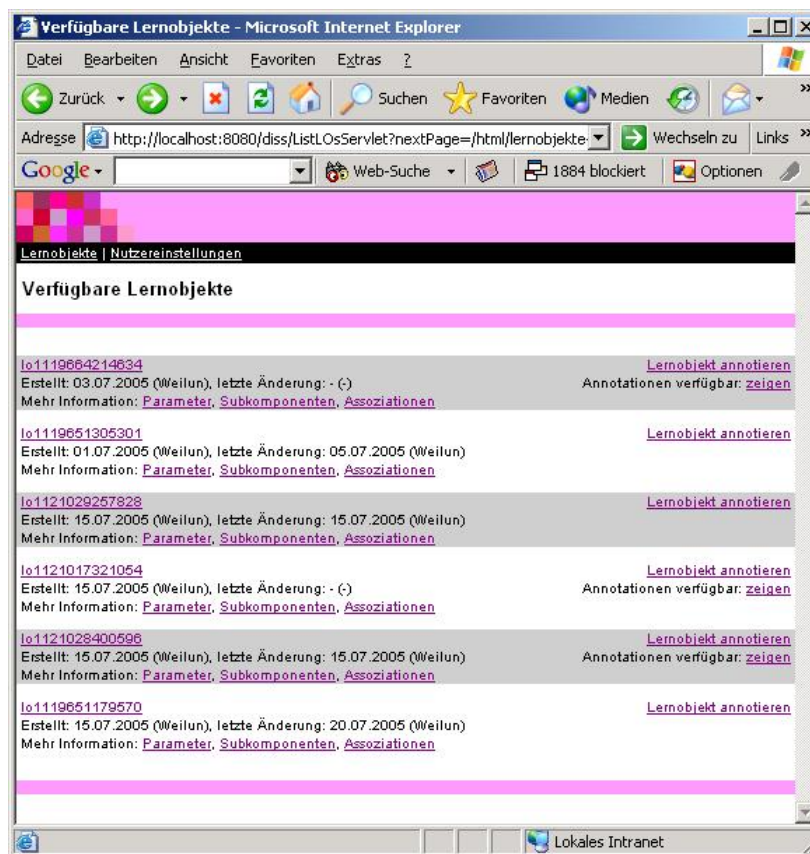 Verfügbare Lernobjekte - Microsoft Internet Explorer
Datei Bearbeiten Ansicht Favoriten Extras ?
Zurück Suchen Favoriten Medien »
Adresse http://localhost:8080/diss/ListLOsServlet?nextPage=/html/lernobjekte- Wechseln zu Links »
Google Web-Suche 1884 blockiert Optionen
Lernobjekte | Nutzereinstellungen
Verfügbare Lernobjekte
lo1119664214634 Lernobjekt annotieren
Erstellt: 03.07.2005 (Weilun), letzte Änderung: - (-) Annotationen verfügbar: zeigen
Mehr Information: Parameter, Subkomponenten, Assoziationen
lo1119651305301 Lernobjekt annotieren
Erstellt: 01.07.2005 (Weilun), letzte Änderung: 05.07.2005 (Weilun)
Mehr Information: Parameter, Subkomponenten, Assoziationen
lo1121029257828 Lernobjekt annotieren
Erstellt: 15.07.2005 (Weilun), letzte Änderung: 15.07.2005 (Weilun)
Mehr Information: Parameter, Subkomponenten, Assoziationen
lo1121017321054 Lernobjekt annotieren
Erstellt: 15.07.2005 (Weilun), letzte Änderung: - (-) Annotationen verfügbar: zeigen
Mehr Information: Parameter, Subkomponenten, Assoziationen
lo1121028400596 Lernobjekt annotieren
Erstellt: 15.07.2005 (Weilun), letzte Änderung: 15.07.2005 (Weilun) Annotationen verfügbar: zeigen
Mehr Information: Parameter, Subkomponenten, Assoziationen
lo1119651179570 Lernobjekt annotieren
Erstellt: 15.07.2005 (Weilun), letzte Änderung: 20.07.2005 (Weilun)
Mehr Information: Parameter, Subkomponenten, Assoziationen
Lokales Intranet